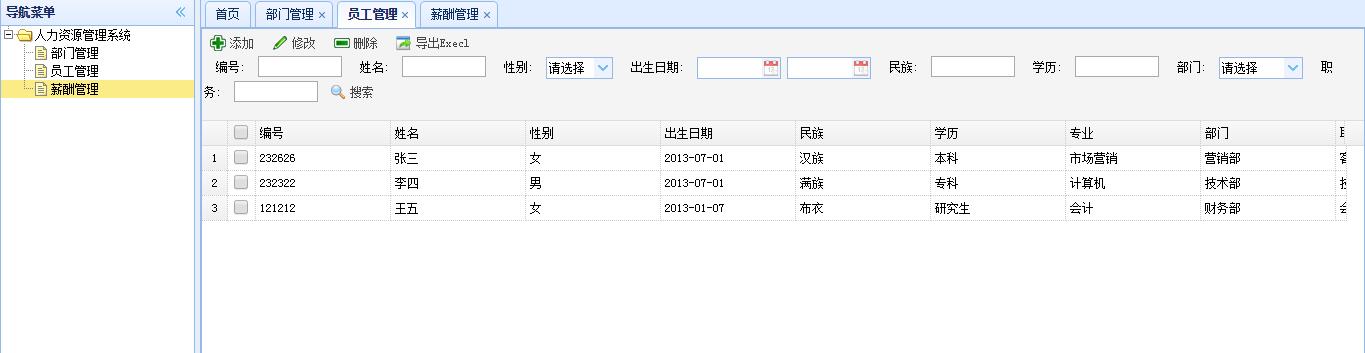 导航菜单
人力资源管理系统
部门管理
员工管理
薪酬管理
首页 部门管理 员工管理 薪酬管理
添加 修改 删除 导出Execl
编号: 姓名: 性别: 请选择 出生日期: 民族: 学历: 部门: 请选择 职
务: 搜索
编号 姓名 性别 出生日期 民族 学历 专业 部门
1 232626 张三 女 2013-07-01 汉族 本科 市场营销 营销部
2 232322 李四 男 2013-07-01 满族 专科 计算机 技术部
3 121212 王五 女 2013-01-07 布衣 研究生 会计 财务部